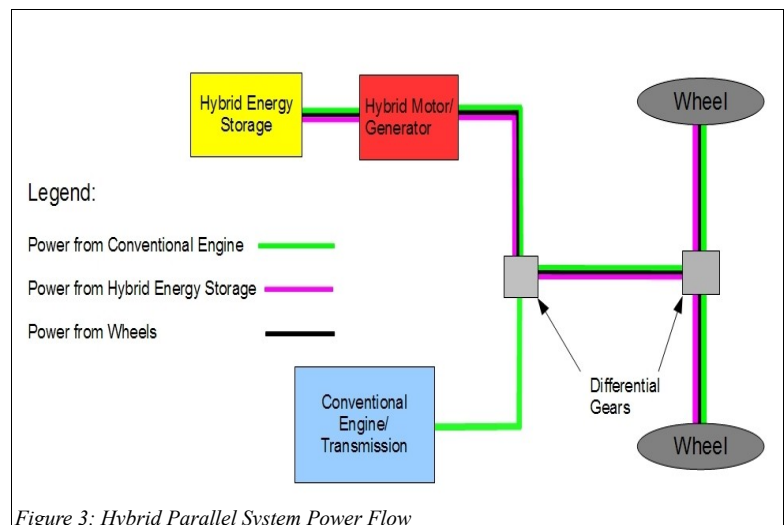 Hybrid Energy
Storage
Hybrid Motor/
Generator
Wheel
Legend:
Power from Conventional Engine
Power from Hybrid Energy Storage
Power from Wheels
Conventional
Engine/
Transmission
Differential
Gears
Wheel
Figure 3: Hybrid Parallel System Power Flow